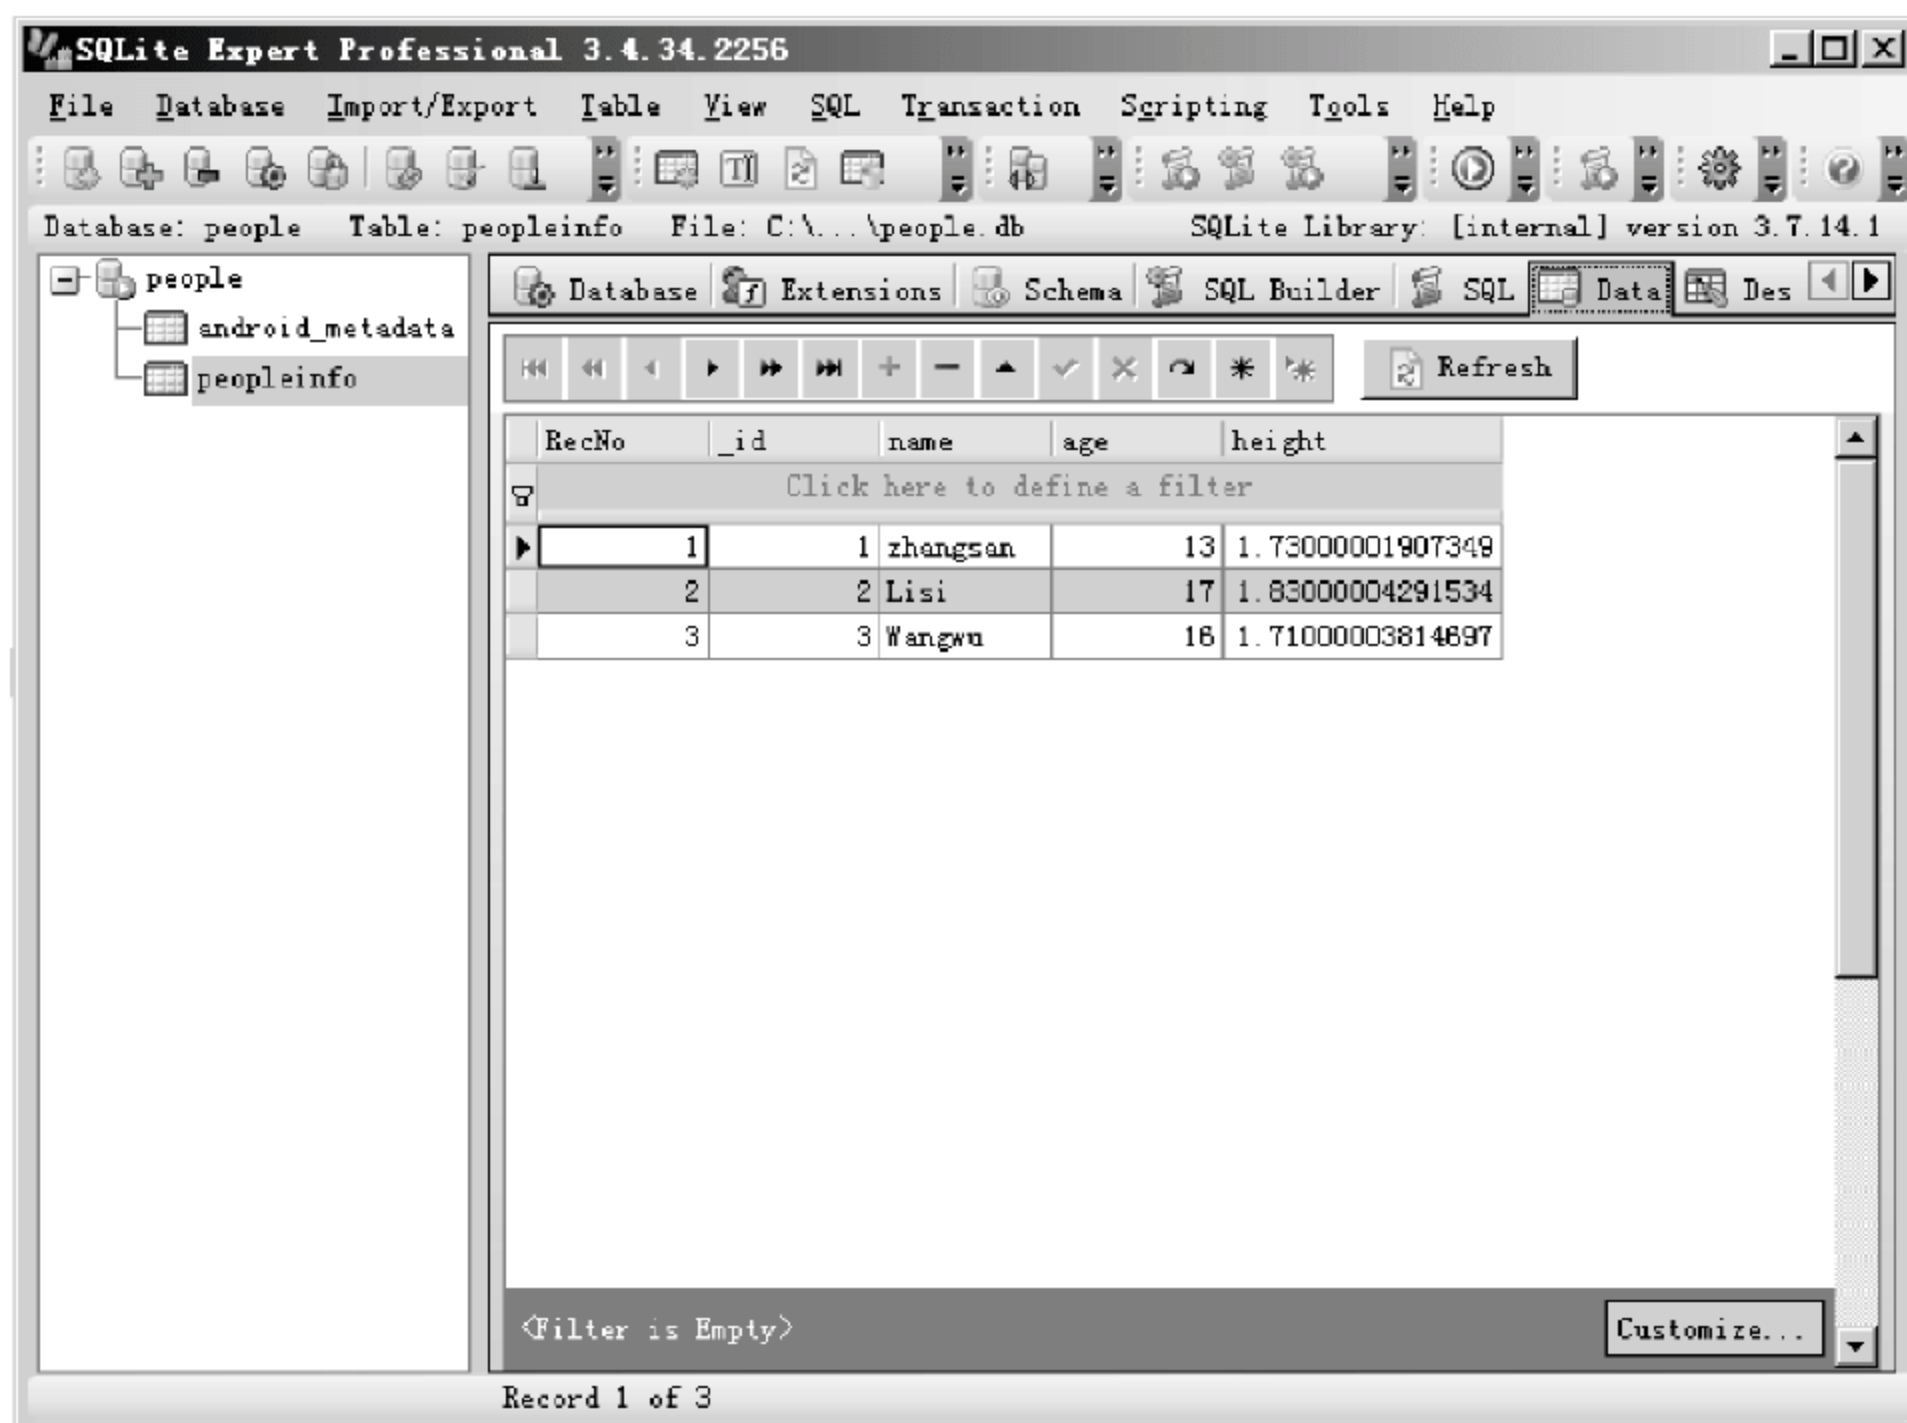 SQLite Expert Professional 3.4.34.2256
File Database Import/Export Table View SQL Transaction Scripting Tools Help
Database: people Table: peopleinfo File: C:\...\people.db SQLite Library: [internal] version 3.7.14.1
people
android_metadata
peopleinfo
Database Extensions Schema SQL Builder SQL Data Des
Refresh
RecNo _id name age height
Click here to define a filter
1 1 zhangsan 13 1.73000001907349
2 2 Lisi 17 1.83000004291534
3 3 Wangwu 16 1.71000003814697
<Filter is Empty>
Customize...
Record 1 of 3